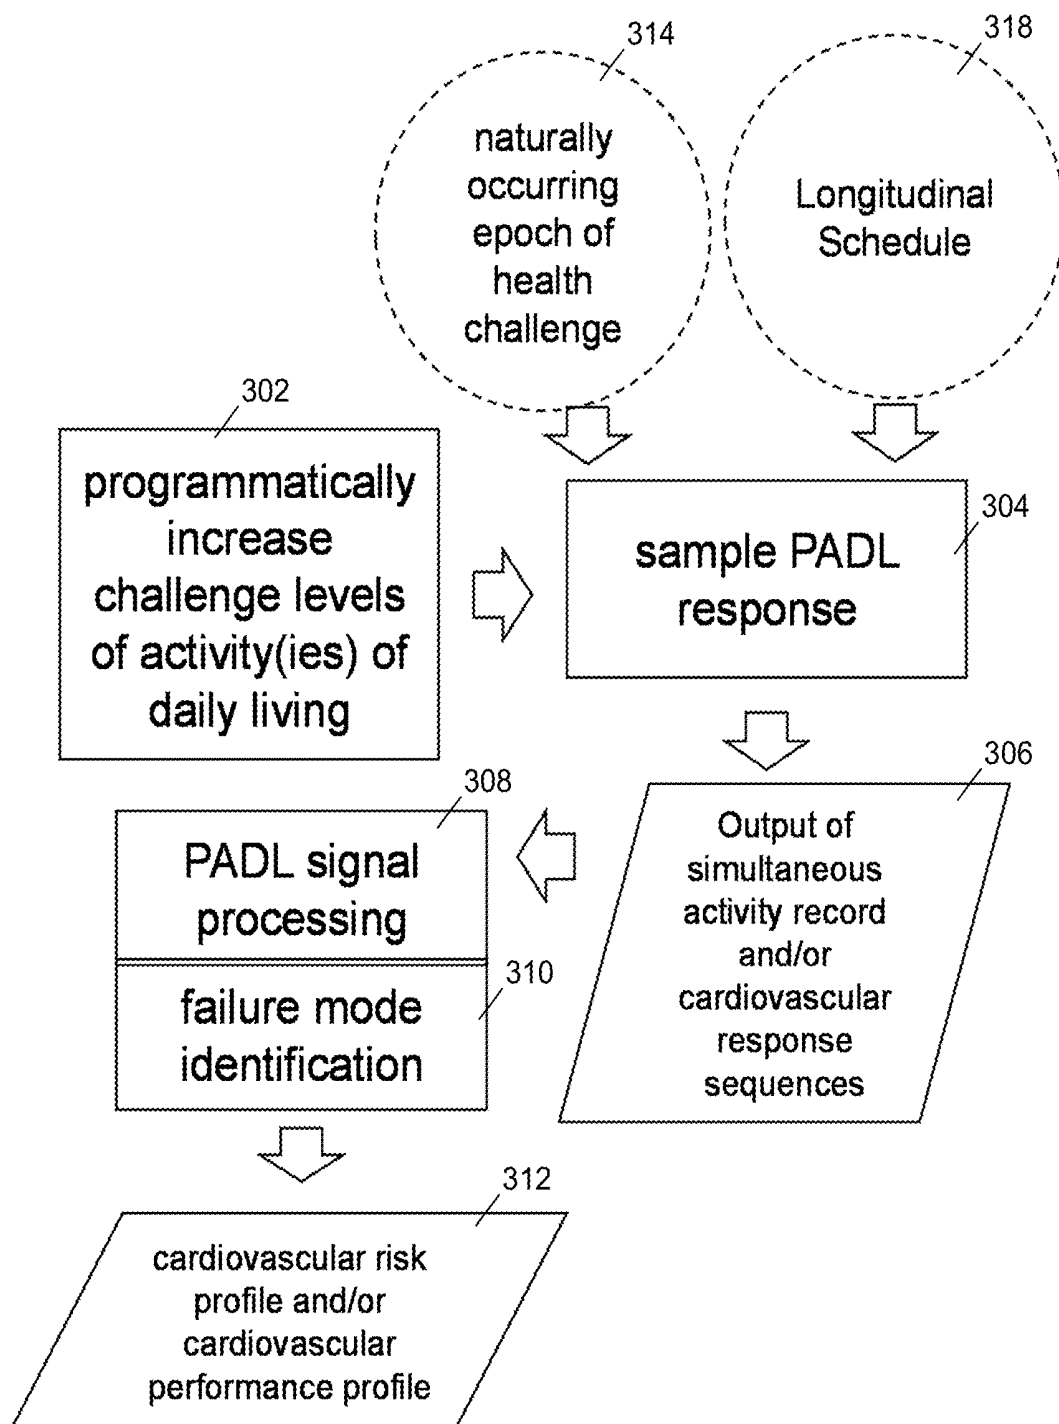 314
naturally
occurring
epoch of
health
challenge
318
Longitudinal
Schedule
302
programmatically
increase
challenge levels
of activity(ies) of
daily living
304
sample PADL
response
306
Output of
simultaneous
activity record
and/or
cardiovascular
response
sequences
308
PADL signal
processing
310
failure mode
identification
312
cardiovascular risk
profile and/or
cardiovascular
performance profile